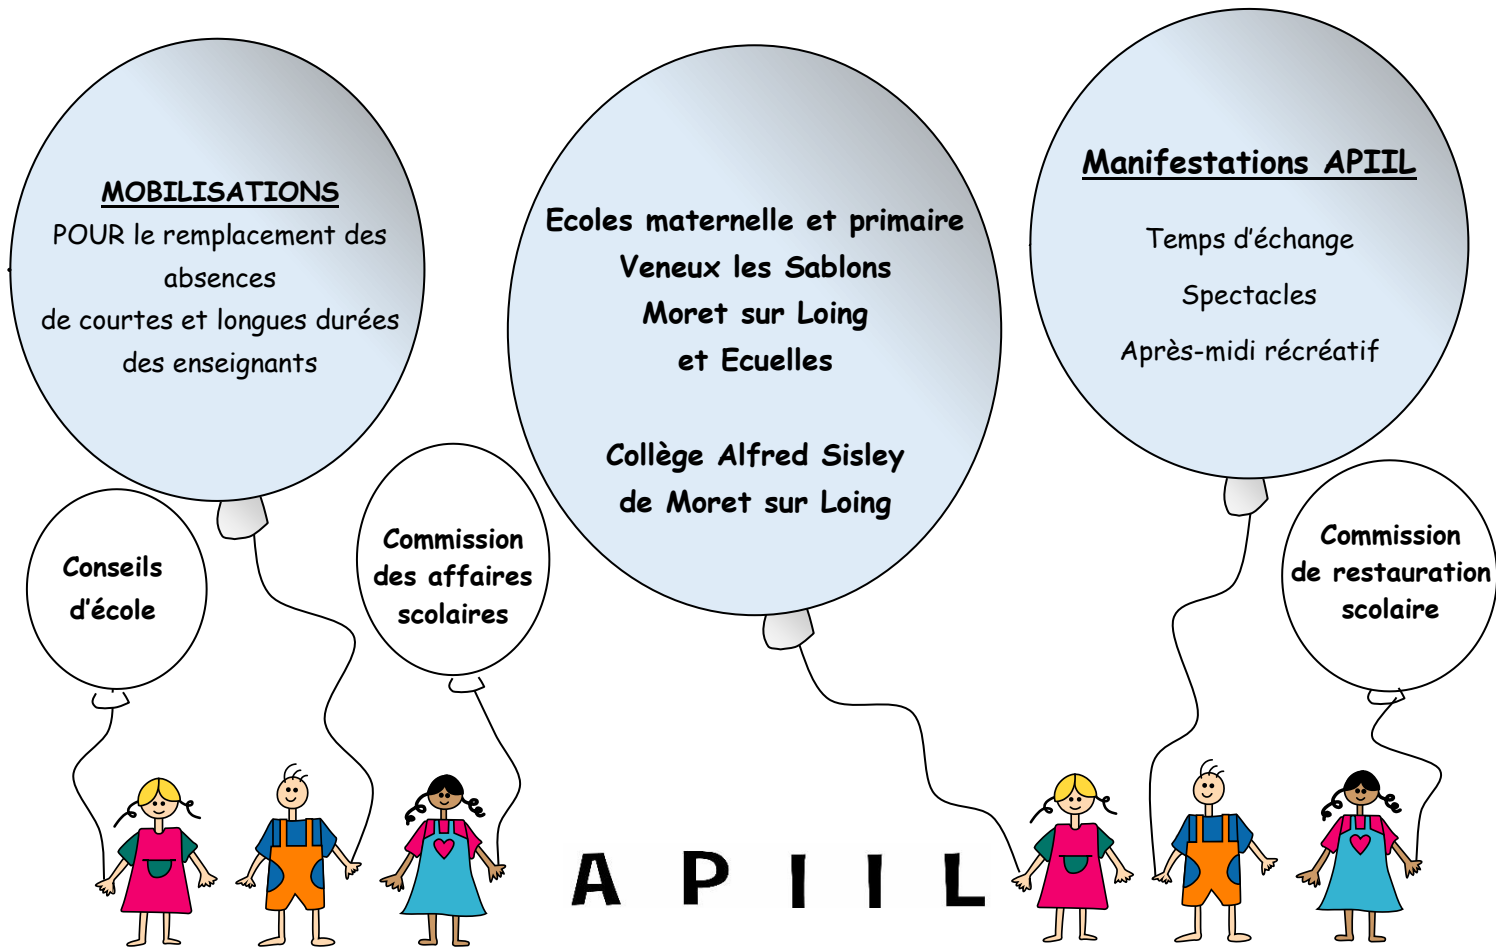 MOBILISATIONS
POUR le remplacement des
absences
de courtes et longues durées
des enseignants
Ecoles maternelle et primaire
Veneux les Sablons
Moret sur Loing
et Ecuelles
Collège Alfred Sisley
de Moret sur Loing
Manifestations APIIL
Temps d'échange
Spectacles
Après-midi récréatif
Conseils
d'école
Commission
des affaires
scolaires
Commission
de restauration
scolaire
A P I I L